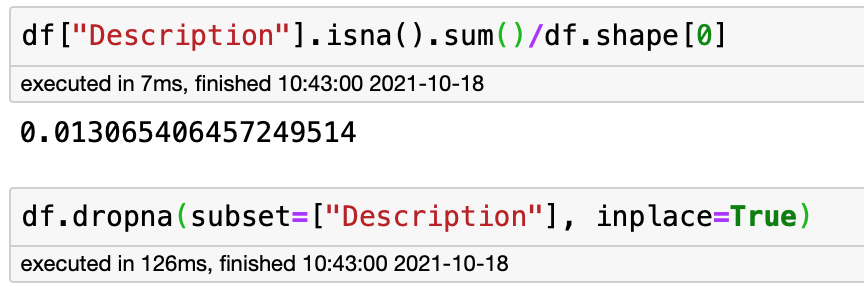 df["Description"].isna().sum()/df.shape[0]
executed in 7ms, finished 10:43:00 2021-10-18
0.013065406457249514
df.dropna(subset=["Description"], inplace=True)
executed in 126ms, finished 10:43:00 2021-10-18